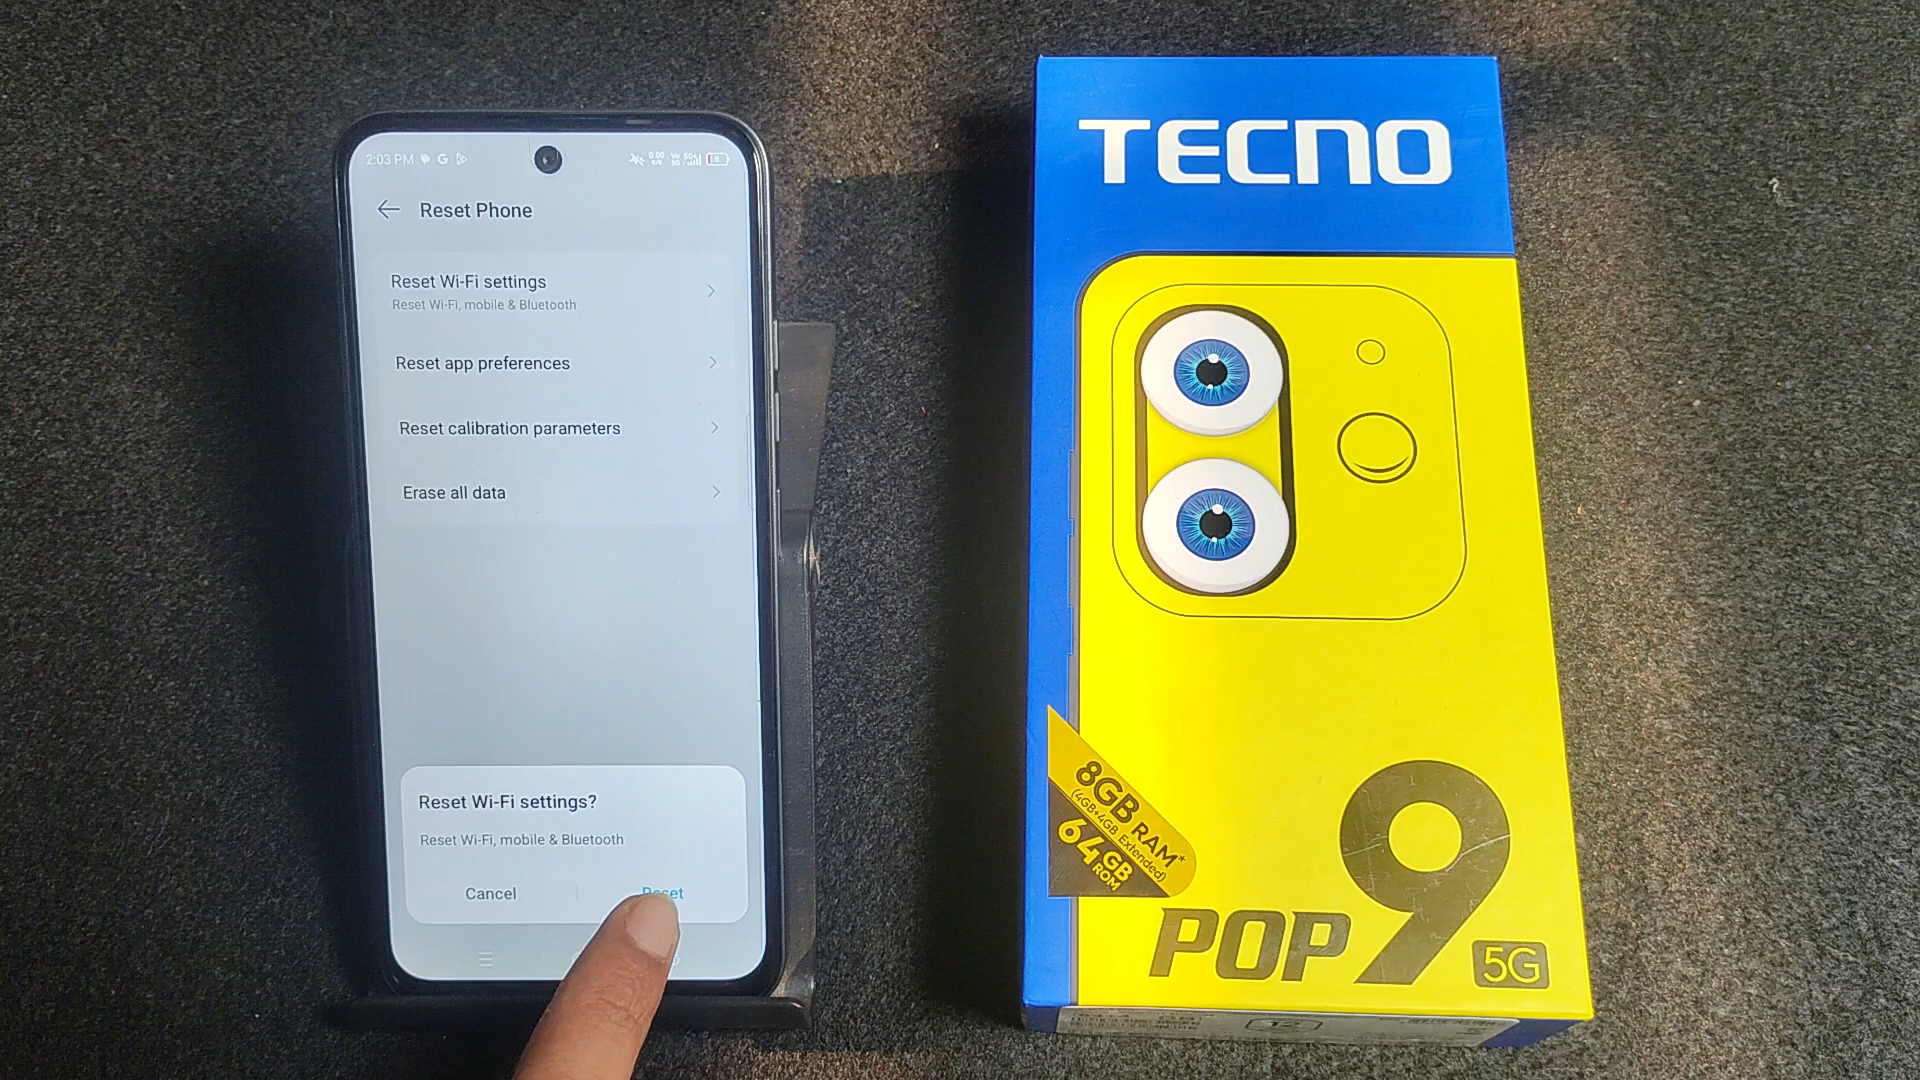 2:03 PM
0.00
Reset Phone
Reset Wi-Fi settings
Reset Wi-Fi, mobile & Bluetooth
Reset app preferences
Reset calibration parameters
Erase all data
Reset Wi-Fi settings?
Reset Wi-Fi, mobile & Bluetooth
Cancel
Reset
TECNO
8GB RAM*
(4GB+4GB Extended)
64GB
ROM
POP 9
5G